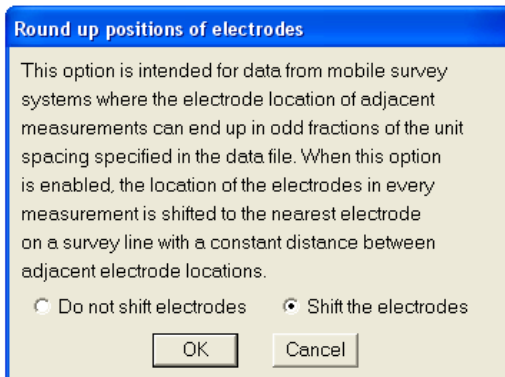 Round up positions of electrodes
This option is intended for data from mobile survey
systems where the electrode location of adjacent
measurements can end up in odd fractions of the unit
spacing specified in the data file. When this option
is enabled, the location of the electrodes in every
measurement is shifted to the nearest electrode
on a survey line with a constant distance between
adjacent electrode locations.
Do not shift electrodes Shift the electrodes
OK Cancel